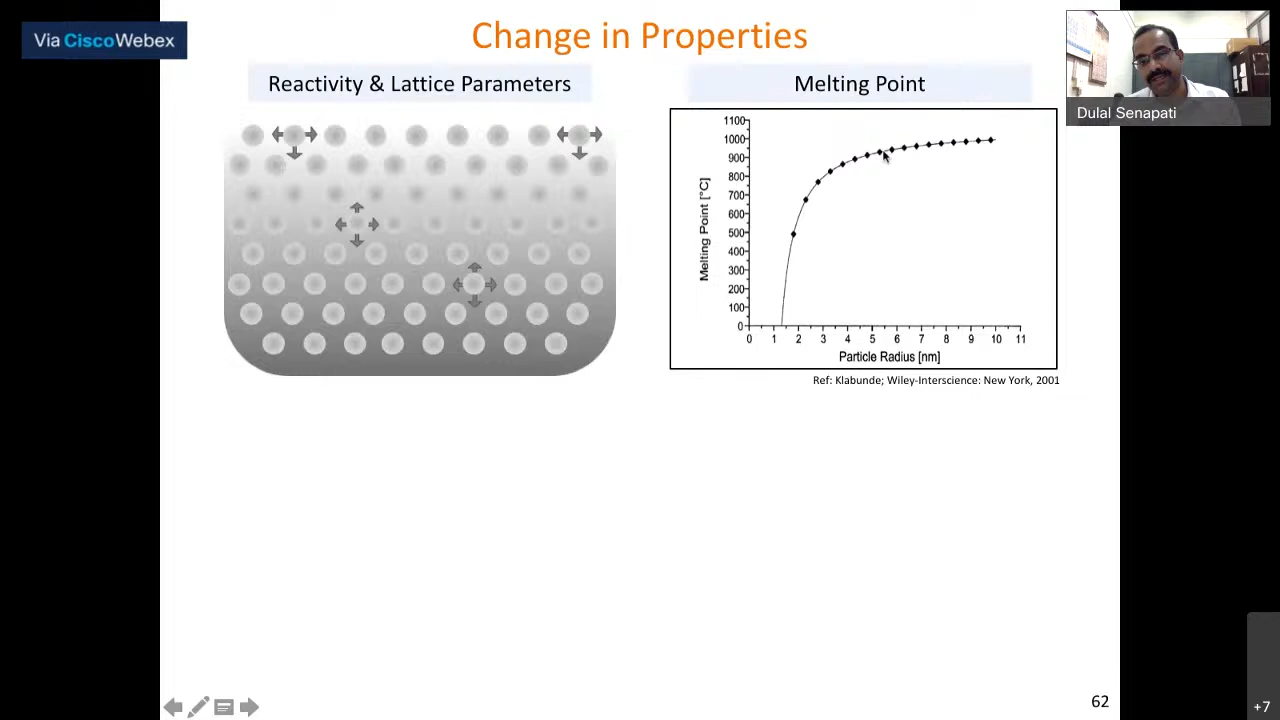 Via CiscoWebex
Change in Properties
Dulal Senapati
Reactivity & Lattice Parameters
Melting Point
1100
1000
900
800
700
600
500
400
300
200
100
0
Melting Point [°C]
0 1 2 3 4 5 6 7 8 9 10 11
Particle Radius [nm]
Ref: Klabunde; Wiley-Interscience: New York, 2001
62
+7